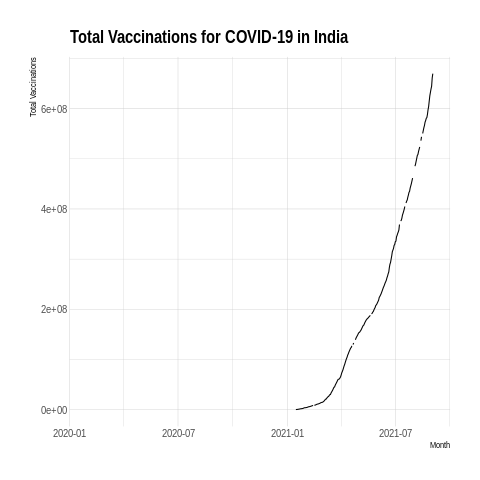 Total Vaccinations for COVID-19 in India
Total Vaccinations
6e+08
4e+08
2e+08
0e+00
2020-01 2020-07 2021-01 2021-07
Month